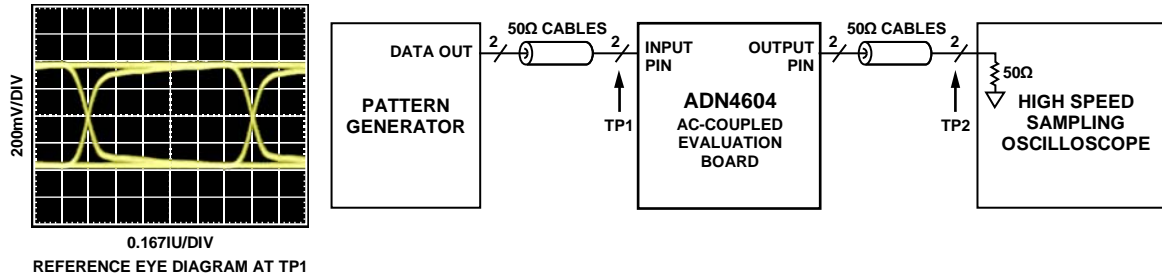 200mV/DIV
0.167IU/DIV
REFERENCE EYE DIAGRAM AT TP1
DATA OUT
PATTERN
GENERATOR
2
50Ω CABLES
2
TP1
INPUT
PIN
OUTPUT
PIN
ADN4604
AC-COUPLED
EVALUATION
BOARD
2
50Ω CABLES
2
TP2
50Ω
HIGH SPEED
SAMPLING
OSCILLOSCOPE